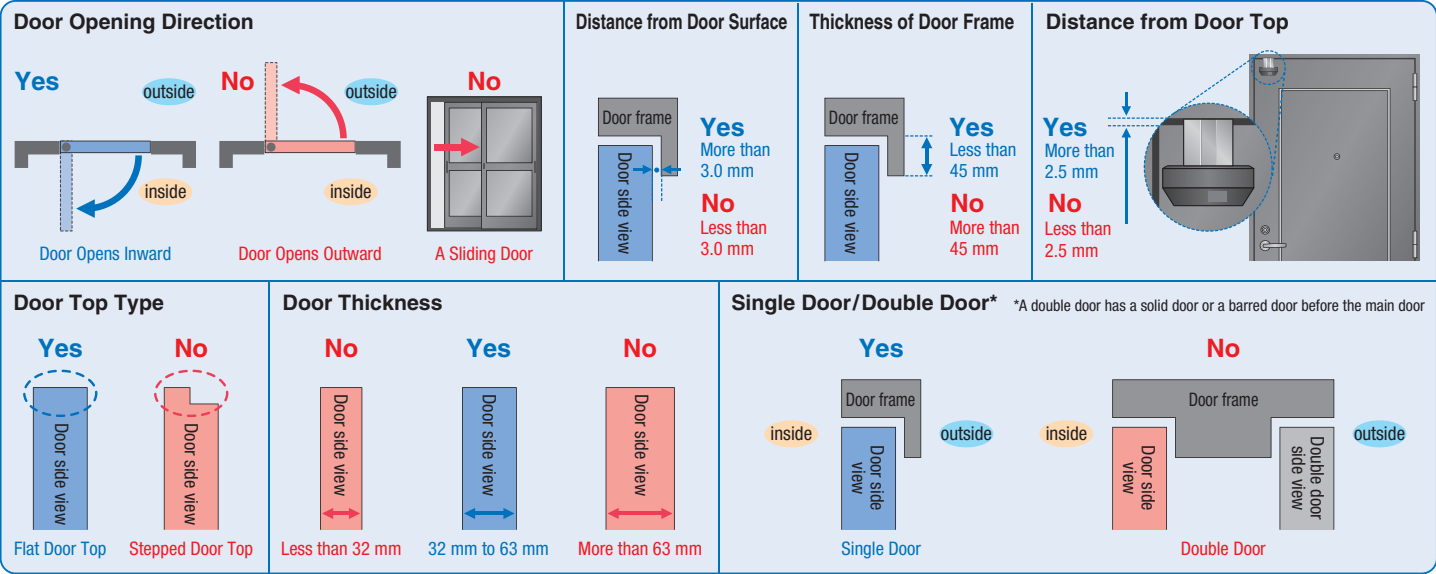 Door Opening Direction
Yes
outside
inside
Door Opens Inward
No
outside
inside
Door Opens Outward
No
A Sliding Door
Distance from Door Surface
Door frame
Door side view
Yes
More than
3.0 mm
No
Less than
3.0 mm
Thickness of Door Frame
Door frame
Door side view
Yes
Less than
45 mm
No
More than
45 mm
Distance from Door Top
Yes
More than
2.5 mm
No
Less than
2.5 mm
Door Top Type
Yes
Door side view
Flat Door Top
No
Door side view
Stepped Door Top
Door Thickness
No
Door side view
Less than 32 mm
Yes
Door side view
32 mm to 63 mm
No
Door side view
More than 63 mm
Single Door/Double Door*
*A double door has a solid door or a barred door before the main door
Yes
Door frame
inside
outside
Door side
view
Single Door
No
Door frame
inside
outside
Door side
view
Double door
side view
Double Door